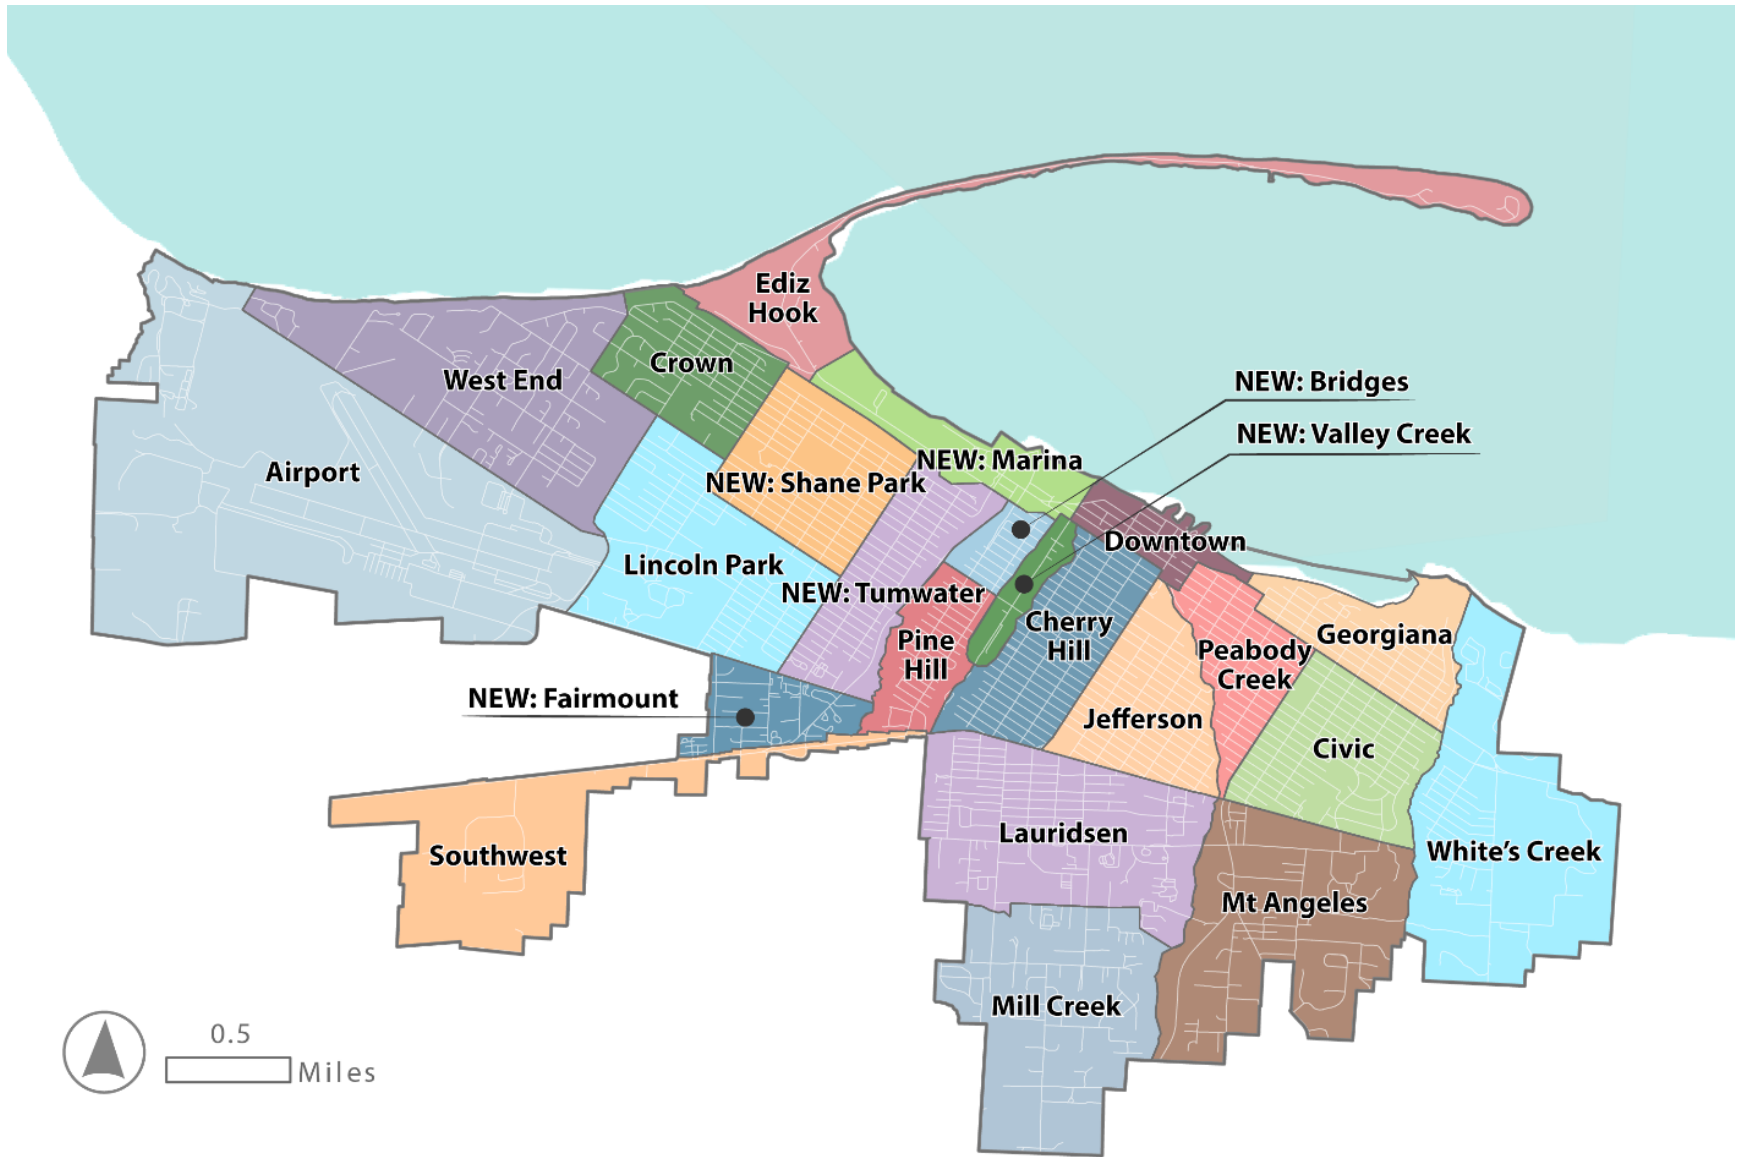 Ediz
Hook
Crown
West End
NEW: Bridges
NEW: Valley Creek
Airport
NEW: Marina
NEW: Shane Park
Downtown
Lincoln Park
NEW: Tumwater
Cherry
Hill
Pine
Hill
Georgiana
Peabody
Creek
NEW: Fairmount
Jefferson
Civic
Lauridsen
Southwest
White's Creek
Mt Angeles
Mill Creek
0.5
Miles